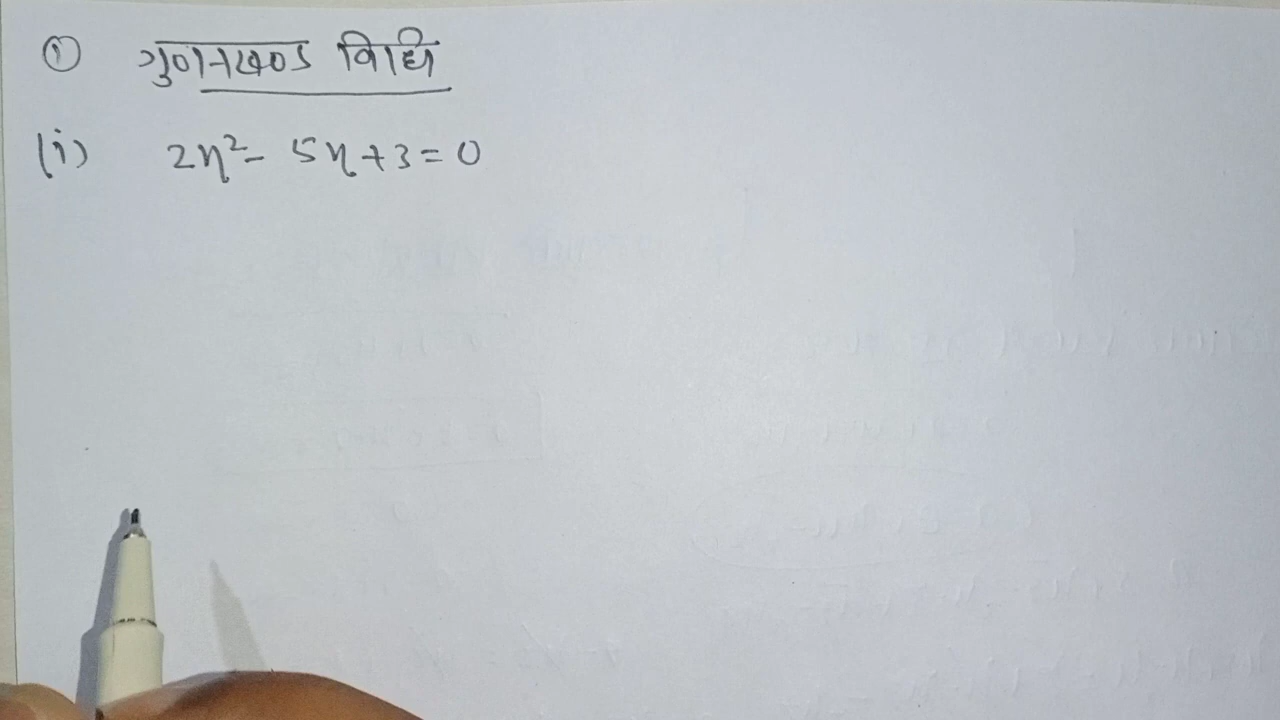 ① गुणनखण्ड विधि
(i) 2x² - 5x + 3 = 0